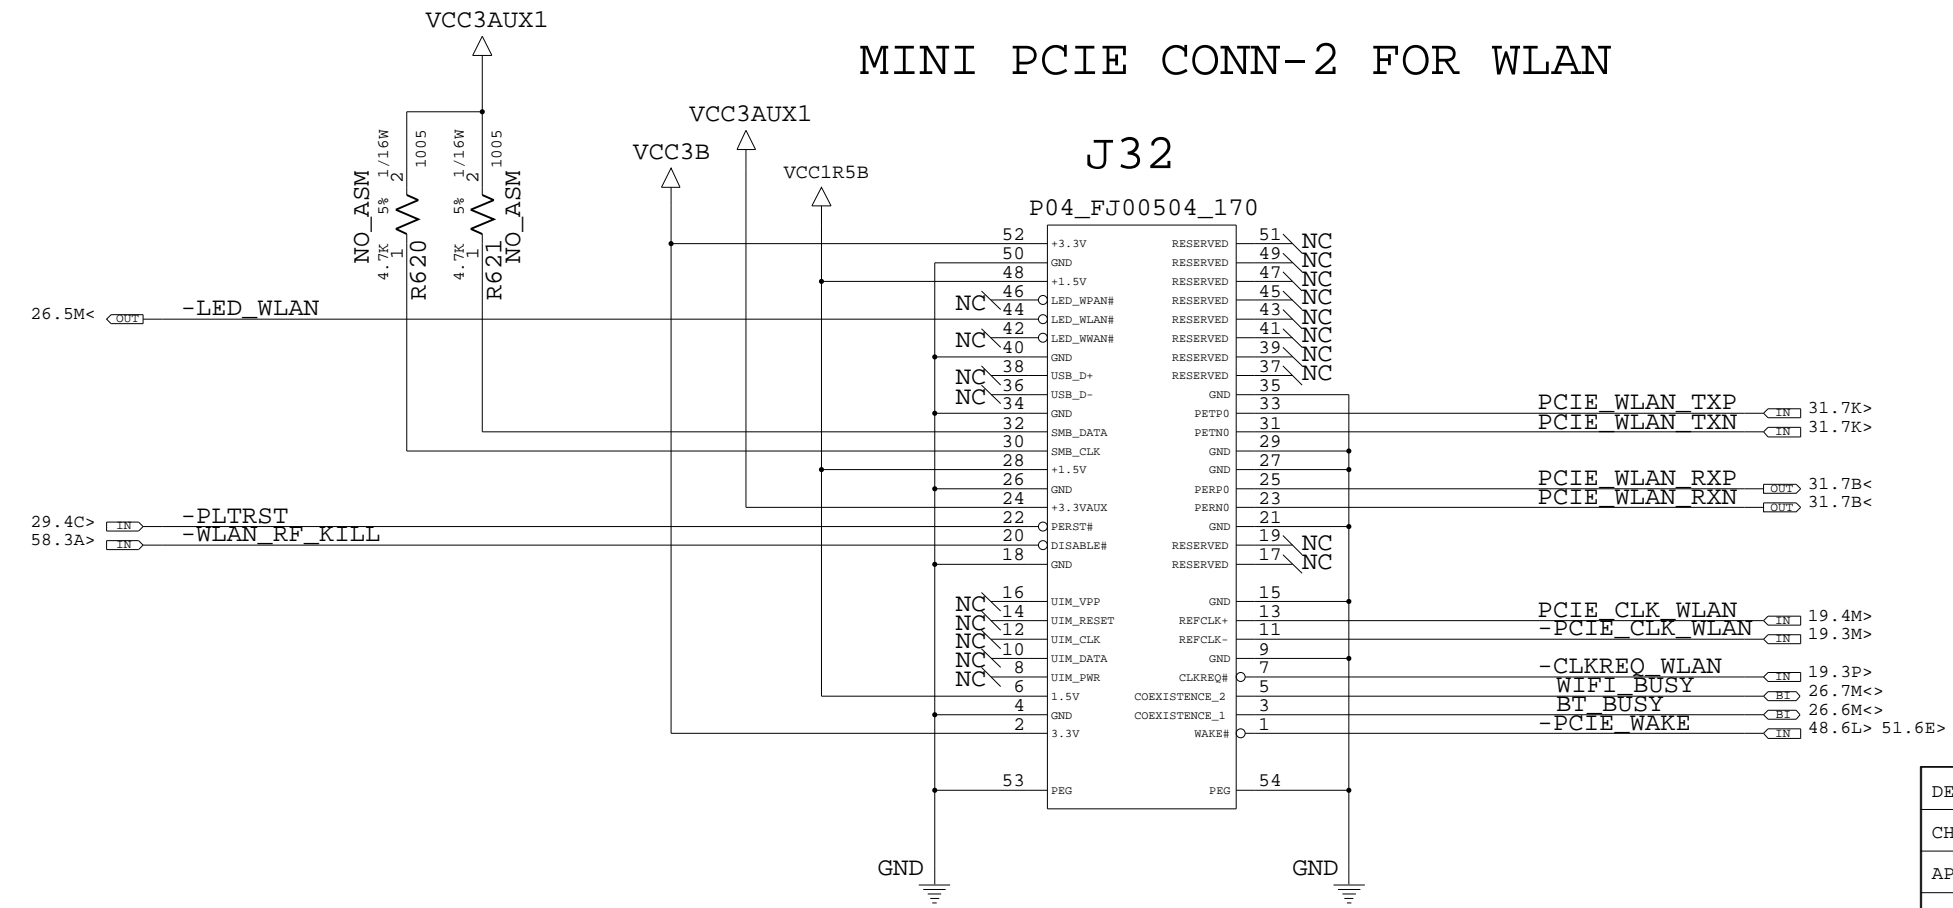 VCC3AUX1
MINI PCIE CONN-2 FOR WLAN
VCC3AUX1
VCC3B
VCC1R5B
J32
P04_FJ00504_170
NO_ASM
4.7K 5% 1/16W
1 2
1005
R620
4.7K 5% 1/16W
1 2
1005
R621
NO_ASM
52 +3.3V RESERVED 51 NC
50 GND RESERVED 49 NC
48 +1.5V RESERVED 47 NC
NC 46 LED_WPAN# RESERVED 45 NC
26.5M< OUT -LED_WLAN 44 LED_WLAN# RESERVED 43 NC
NC 42 LED_WWAN# RESERVED 41 NC
40 GND RESERVED 39 NC
NC 38 USB_D+ RESERVED 37 NC
NC 36 USB_D- GND 35
34 GND PETP0 33 PCIE_WLAN_TXP IN 31.7K>
32 SMB_DATA PETN0 31 PCIE_WLAN_TXN IN 31.7K>
30 SMB_CLK GND 29
28 +1.5V GND 27
26 GND PERP0 25 PCIE_WLAN_RXP OUT 31.7B<
24 +3.3VAUX PERN0 23 PCIE_WLAN_RXN OUT 31.7B<
29.4C> IN -PLTRST 22 PERST# GND 21
58.3A> IN -WLAN_RF_KILL 20 DISABLE# RESERVED 19 NC
18 GND RESERVED 17 NC
NC 16 UIM_VPP GND 15
NC 14 UIM_RESET REFCLK+ 13 PCIE_CLK_WLAN IN 19.4M>
NC 12 UIM_CLK REFCLK- 11 -PCIE_CLK_WLAN IN 19.3M>
NC 10 UIM_DATA GND 9
NC 8 UIM_PWR CLKREQ# 7 -CLKREQ_WLAN IN 19.3P>
6 1.5V COEXISTENCE_2 5 WIFI_BUSY BI 26.7M<>
4 GND COEXISTENCE_1 3 BT_BUSY BI 26.6M<>
2 3.3V WAKE# 1 -PCIE_WAKE IN 48.6L> 51.6E>
53 PEG PEG 54
GND GND
DE
CH
AP